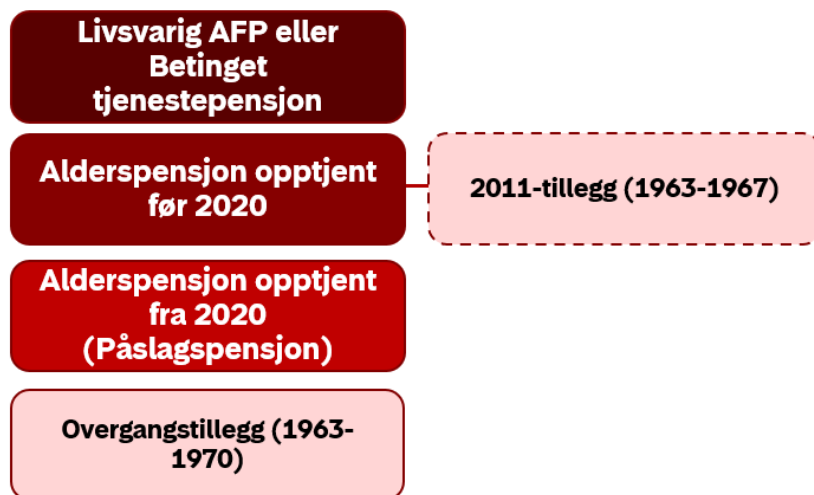 Livsvarig AFP eller
Betinget
tjenestepensjon
Alderspensjon opptjent
før 2020
2011-tillegg (1963-1967)
Alderspensjon opptjent
fra 2020
(Påslagspensjon)
Overgangstillegg (1963-
1970)